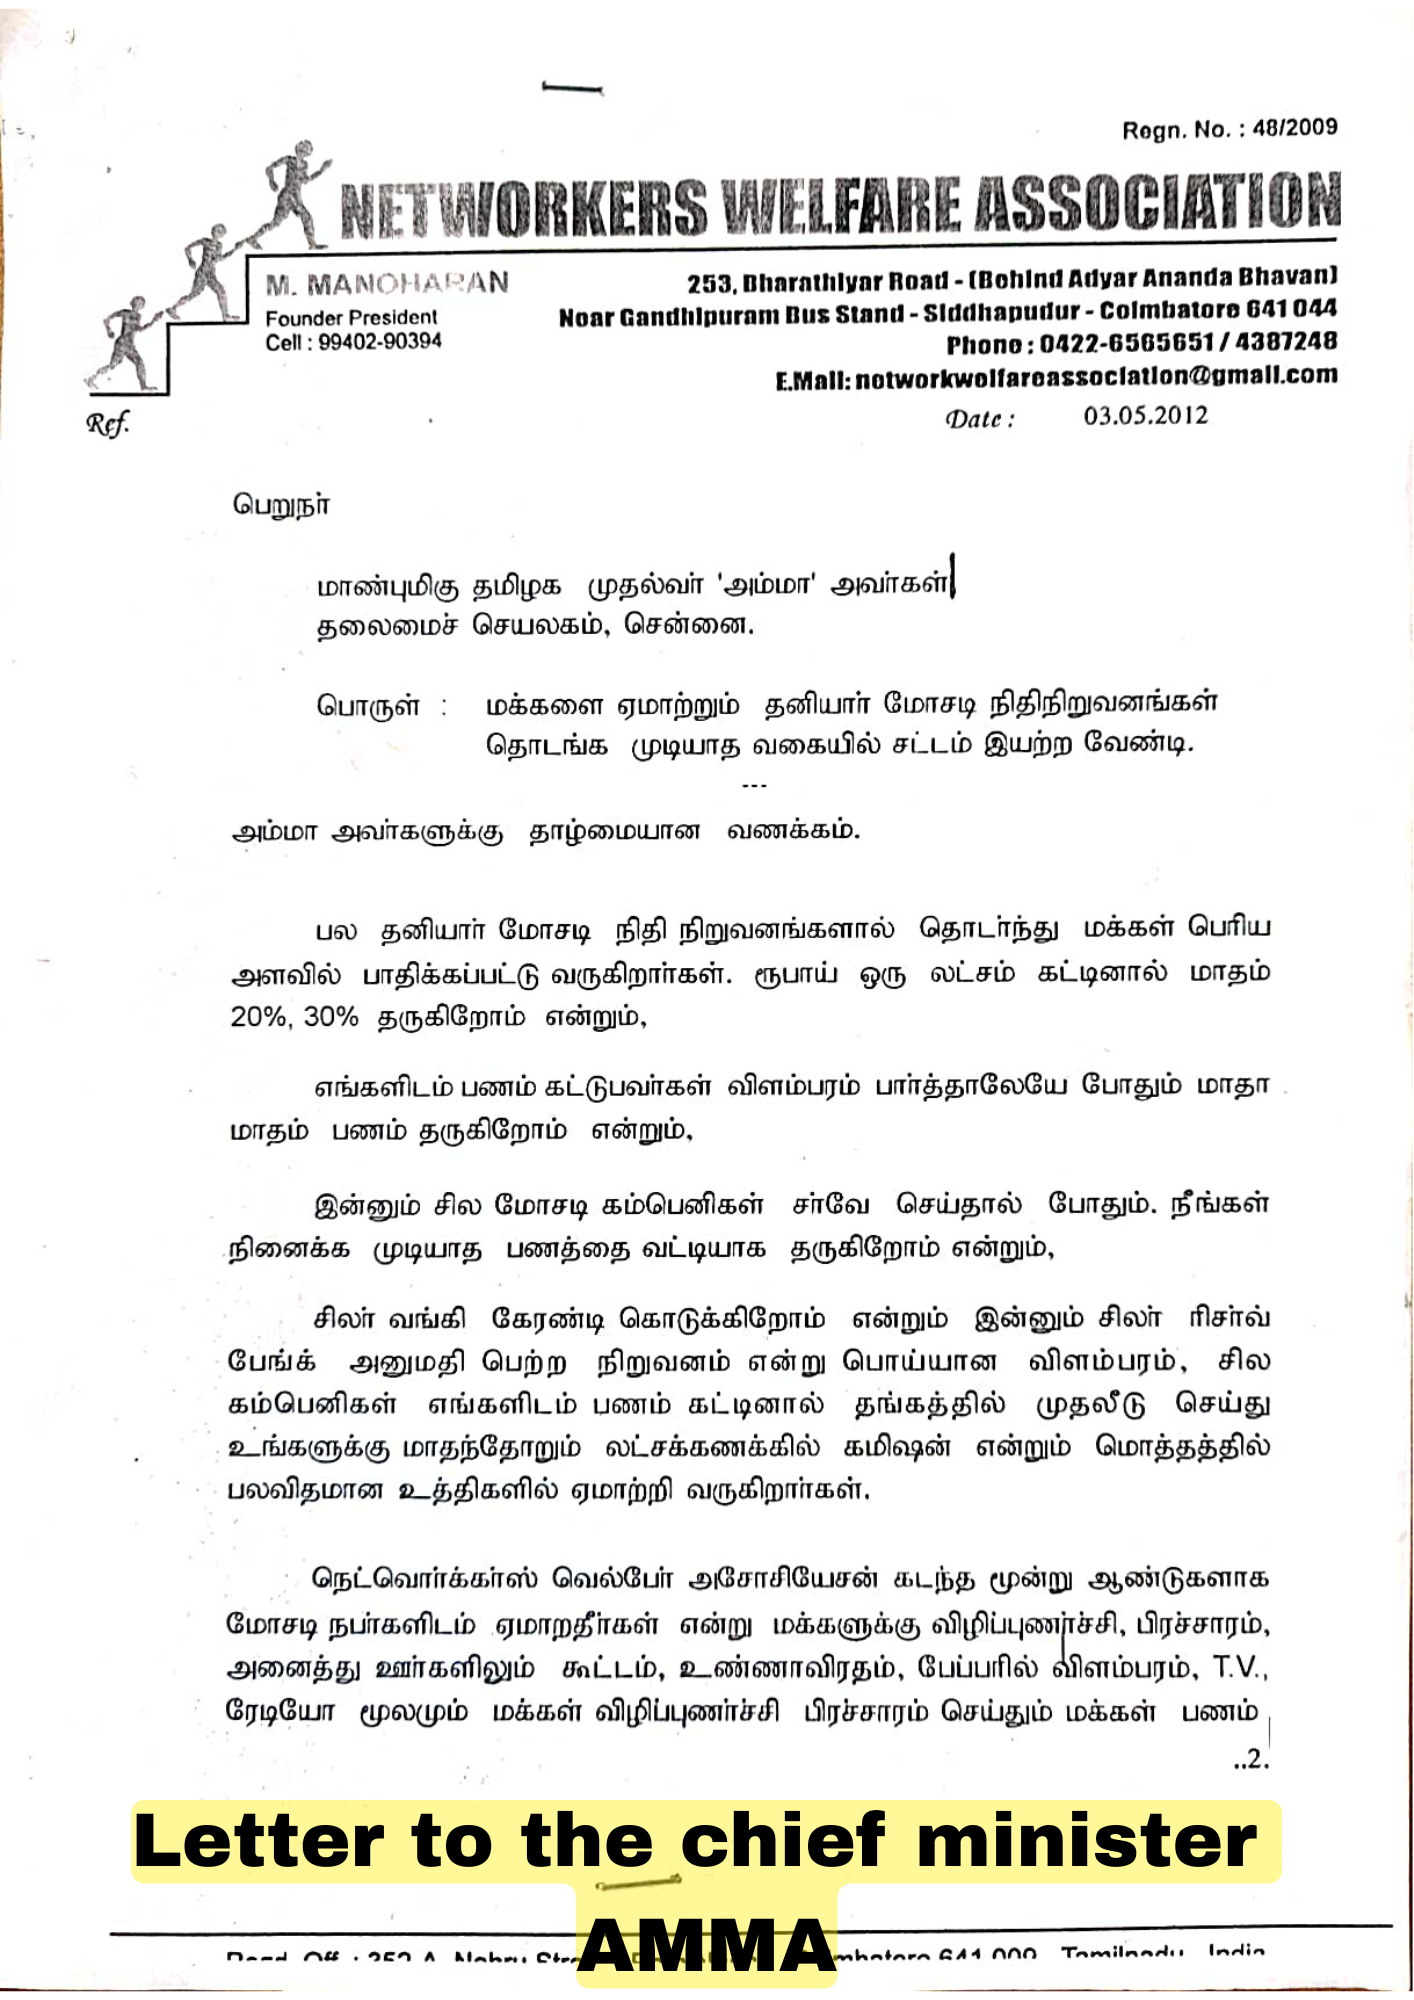 Regn. No. : 48/2009
NETWORKERS WELFARE ASSOCIATION
M. MANOHARAN
Founder President
Cell : 99402-90394
253, Bharathiyar Road - (Behind Adyar Ananda Bhavan)
Near Gandhipuram Bus Stand - Siddhapudur - Coimbatore 641 044
Phone : 0422-6565651 / 4387248
E.Mail: networkwelfareassociation@gmail.com
Ref.
Date : 03.05.2012
பெறுநர்
மாண்புமிகு தமிழக முதல்வர் 'அம்மா' அவர்கள்
தலைமைச் செயலகம், சென்னை.
பொருள் : மக்களை ஏமாற்றும் தனியார் மோசடி நிதிநிறுவனங்கள்
தொடங்க முடியாத வகையில் சட்டம் இயற்ற வேண்டி.
---
அம்மா அவர்களுக்கு தாழ்மையான வணக்கம்.
பல தனியார் மோசடி நிதி நிறுவனங்களால் தொடர்ந்து மக்கள் பெரிய
அளவில் பாதிக்கப்பட்டு வருகிறார்கள். ரூபாய் ஒரு லட்சம் கட்டினால் மாதம்
20%, 30% தருகிறோம் என்றும்,
எங்களிடம் பணம் கட்டுபவர்கள் விளம்பரம் பார்த்தாலேயே போதும் மாதா
மாதம் பணம் தருகிறோம் என்றும்,
இன்னும் சில மோசடி கம்பெனிகள் சர்வே செய்தால் போதும். நீங்கள்
நினைக்க முடியாத பணத்தை வட்டியாக தருகிறோம் என்றும்,
சிலர் வங்கி கேரண்டி கொடுக்கிறோம் என்றும் இன்னும் சிலர் ரிசர்வ்
பேங்க் அனுமதி பெற்ற நிறுவனம் என்று பொய்யான விளம்பரம், சில
கம்பெனிகள் எங்களிடம் பணம் கட்டினால் தங்கத்தில் முதலீடு செய்து
உங்களுக்கு மாதந்தோறும் லட்சக்கணக்கில் கமிஷன் என்றும் மொத்தத்தில்
பலவிதமான உத்திகளில் ஏமாற்றி வருகிறார்கள்.
நெட்வொர்க்கர்ஸ் வெல்பேர் அசோசியேசன் கடந்த மூன்று ஆண்டுகளாக
மோசடி நபர்களிடம் ஏமாறதீர்கள் என்று மக்களுக்கு விழிப்புணர்ச்சி, பிரச்சாரம்,
அனைத்து ஊர்களிலும் கூட்டம், உண்ணாவிரதம், பேப்பரில் விளம்பரம், T.V.,
ரேடியோ மூலமும் மக்கள் விழிப்புணர்ச்சி பிரச்சாரம் செய்தும் மக்கள் பணம்
..2.
Letter to the chief minister
AMMA